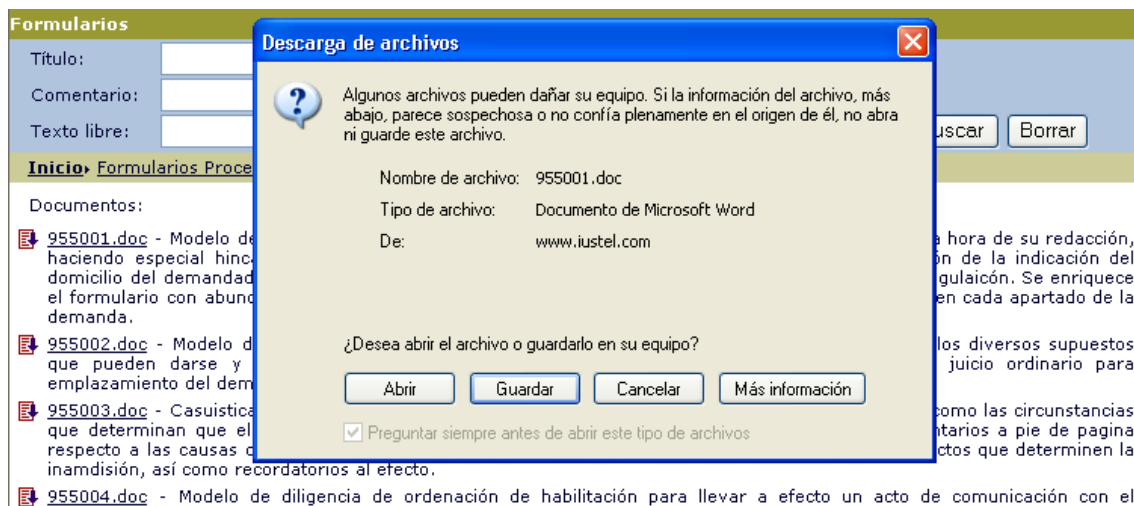 Formularios
Título:
Comentario:
Texto libre:
uscar Borrar
Inicio Formularios Proce
Documentos:
955001.doc - Modelo de
a hora de su redacción,
haciendo especial hinc
ón de la indicación del
domicilio del demandad
gulaicón. Se enriquece
el formulario con abund
en cada apartado de la
demanda.
955002.doc - Modelo d
los diversos supuestos
que pueden darse y
juicio ordinario para
emplazamiento del dem
955003.doc - Casuistica
como las circunstancias
que determinan que el
ntarios a pie de pagina
respecto a las causas d
ctos que determinen la
inamdisión, así como recordatorios al efecto.
955004.doc - Modelo de diligencia de ordenación de habilitación para llevar a efecto un acto de comunicación con el
Descarga de archivos
Algunos archivos pueden dañar su equipo. Si la información del archivo, más
abajo, parece sospechosa o no confía plenamente en el origen de él, no abra
ni guarde este archivo.
Nombre de archivo: 955001.doc
Tipo de archivo: Documento de Microsoft Word
De: www.iustel.com
¿Desea abrir el archivo o guardarlo en su equipo?
Abrir Guardar Cancelar Más información
Preguntar siempre antes de abrir este tipo de archivos